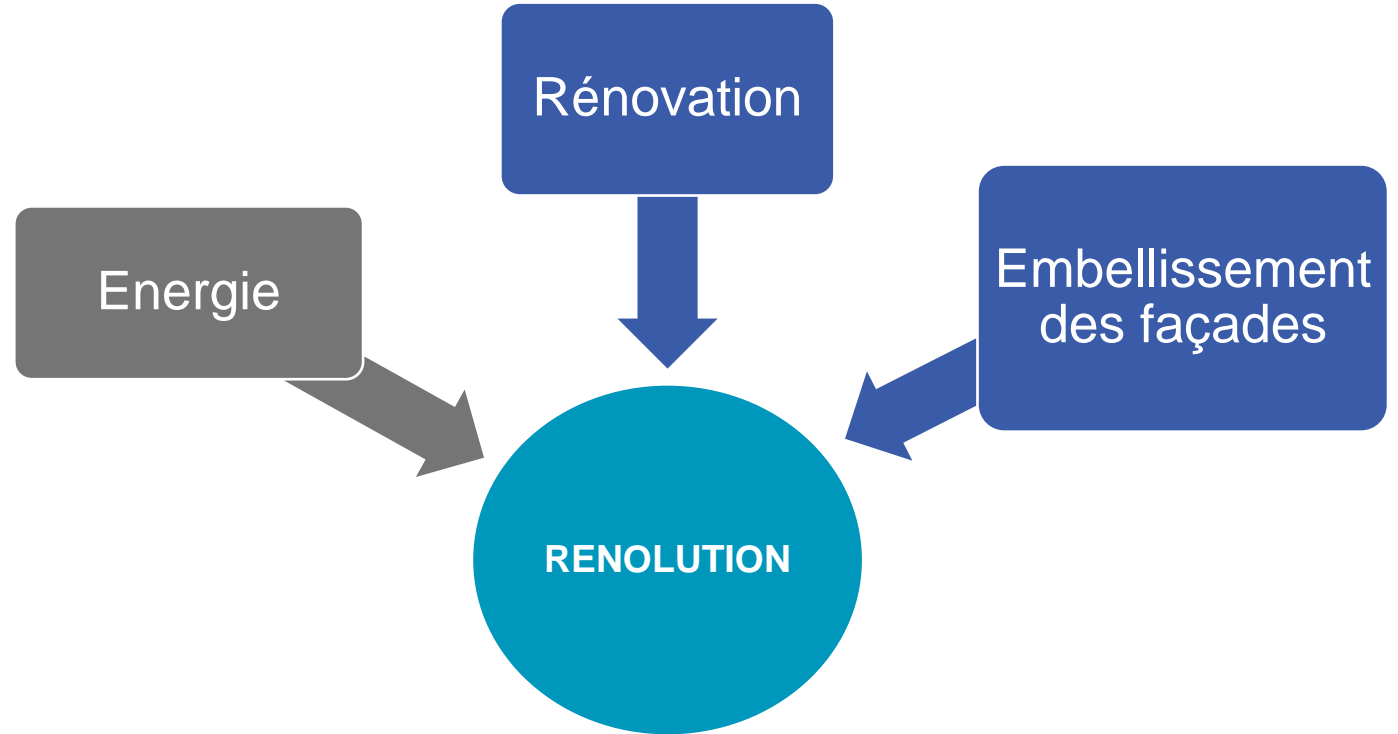 Rénovation
Energie
Embellissement
des façades
RENOLUTION